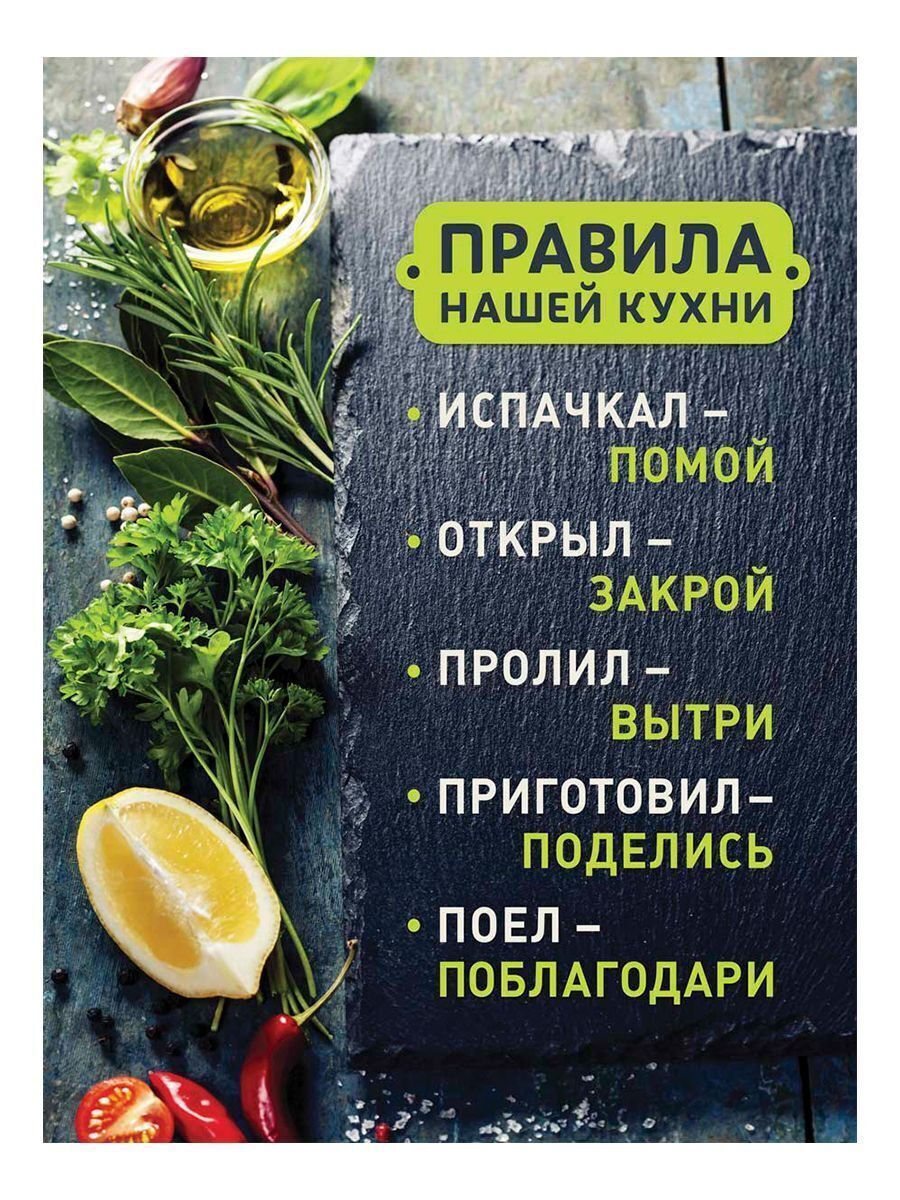 ПРАВИЛА
НАШЕЙ КУХНИ
• ИСПАЧКАЛ –
ПОМОЙ
• ОТКРЫЛ –
ЗАКРОЙ
• ПРОЛИЛ –
ВЫТРИ
• ПРИГОТОВИЛ –
ПОДЕЛИСЬ
• ПОЕЛ –
ПОБЛАГОДАРИ